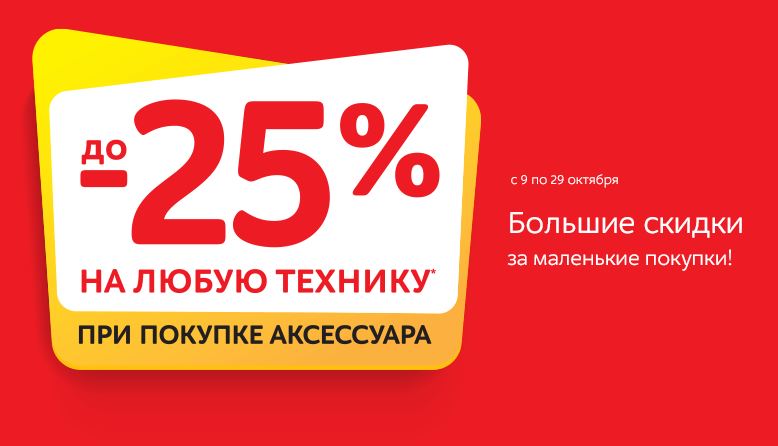 до
-25%
НА ЛЮБУЮ ТЕХНИКУ*
ПРИ ПОКУПКЕ АКСЕССУАРА
с 9 по 29 октября
Большие скидки
за маленькие покупки!